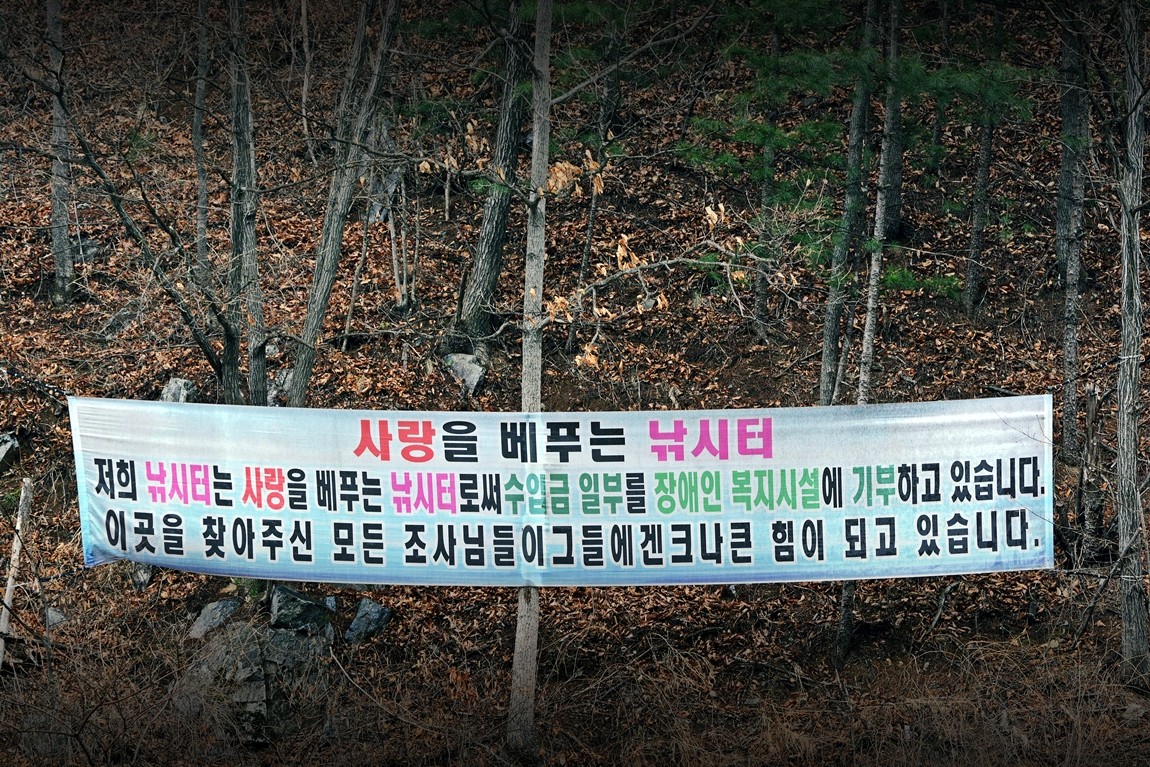 사랑을 베푸는 낚시터
저희 낚시터는 사랑을 베푸는 낚시터로써수입금 일부를 장애인 복지시설에 기부하고 있습니다.
이곳을 찾아주신 모든 조사님들이그들에겐크나큰 힘이 되고 있습니다.